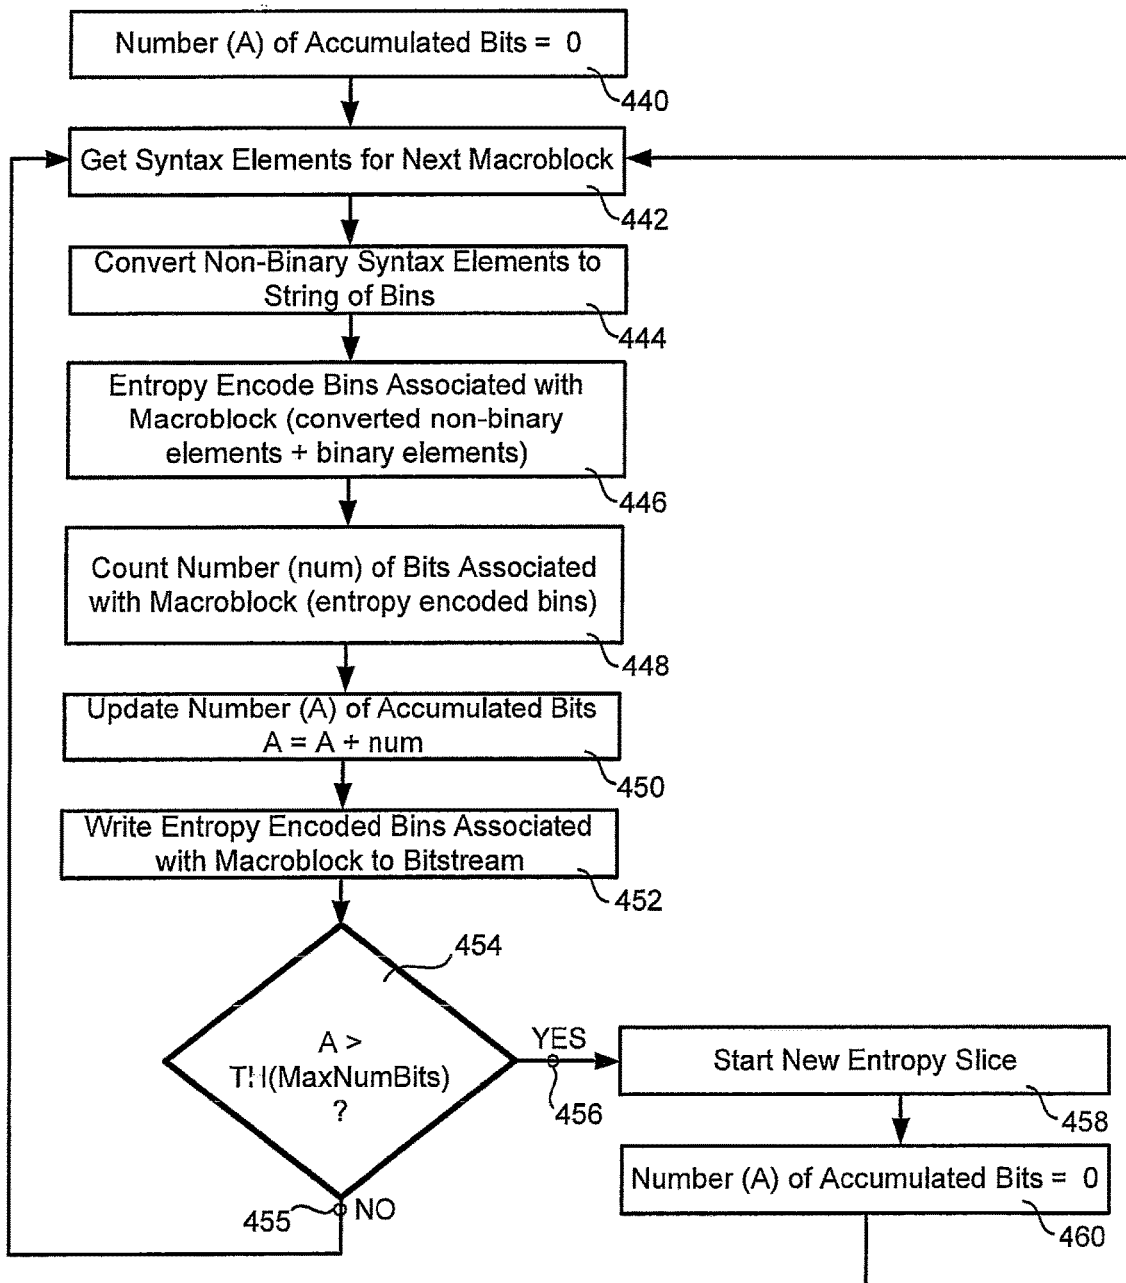 Number (A) of Accumulated Bits = 0
440
Get Syntax Elements for Next Macroblock
442
Convert Non-Binary Syntax Elements to
String of Bins
444
Entropy Encode Bins Associated with
Macroblock (converted non-binary
elements + binary elements)
446
Count Number (num) of Bits Associated
with Macroblock (entropy encoded bins)
448
Update Number (A) of Accumulated Bits
A = A + num
450
Write Entropy Encoded Bins Associated
with Macroblock to Bitstream
452
454
A >
TH(MaxNumBits)
?
YES
456
Start New Entropy Slice
458
Number (A) of Accumulated Bits = 0
460
455
NO